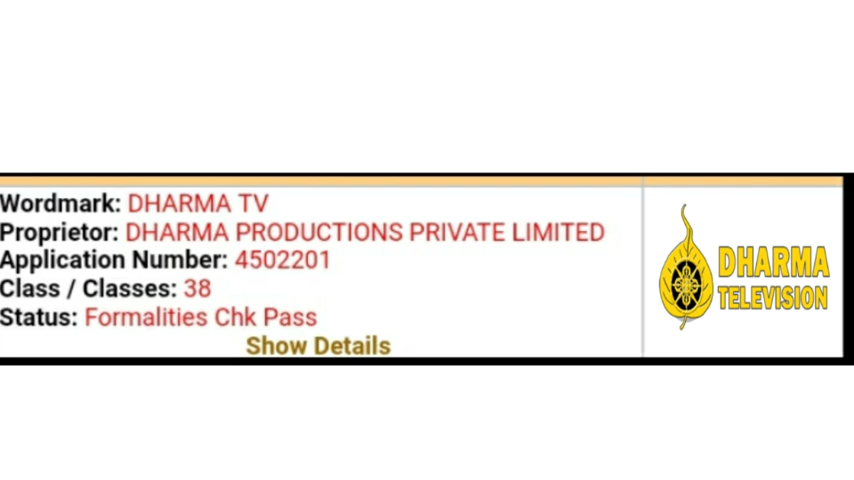 Wordmark: DHARMA TV
Proprietor: DHARMA PRODUCTIONS PRIVATE LIMITED
Application Number: 4502201
Class / Classes: 38
Status: Formalities Chk Pass
Show Details
DHARMA
TELEVISION